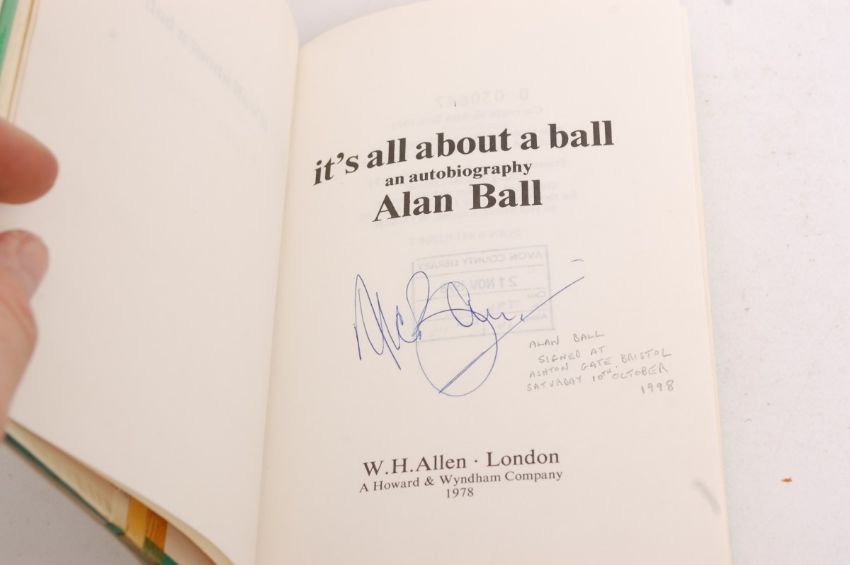 it's all about a ball
an autobiography
Alan Ball
ALAN BALL
SIGNED AT
ASHTON GATE, BRISTOL
SATURDAY 10TH OCTOBER
1998
W.H.Allen · London
A Howard & Wyndham Company
1978